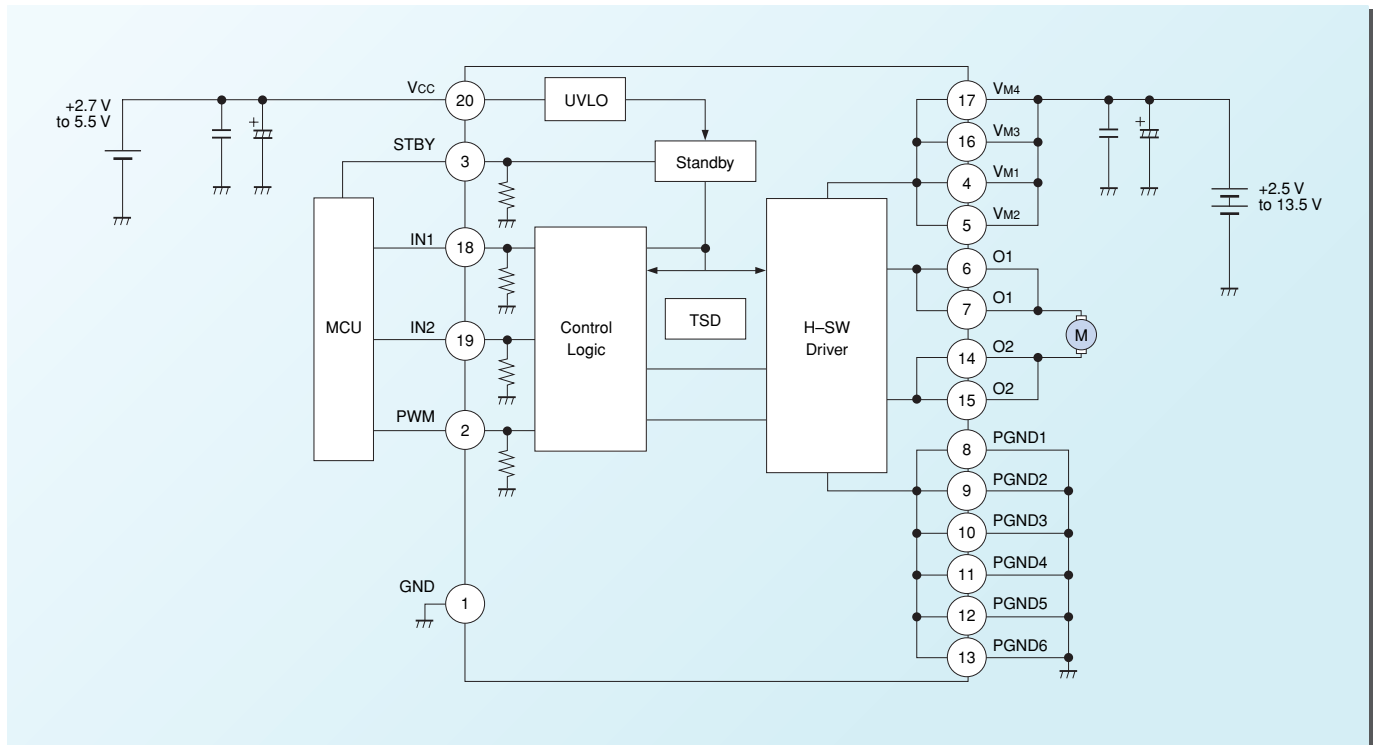 +2.7 V
to 5.5 V
VCC
20
UVLO
STBY
3
Standby
MCU
IN1
18
IN2
19
PWM
2
GND
1
Control
Logic
TSD
H–SW
Driver
17
VM4
16
VM3
4
VM1
5
VM2
6
O1
7
O1
14
O2
15
O2
M
8
PGND1
9
PGND2
10
PGND3
11
PGND4
12
PGND5
13
PGND6
+
+
+2.5 V
to 13.5 V